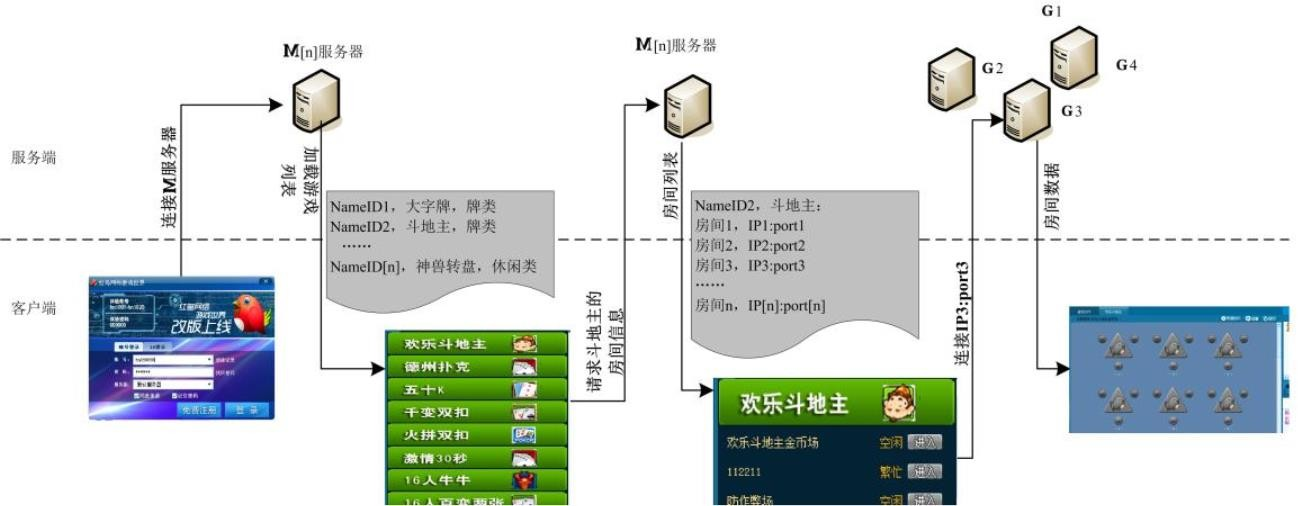 G1
M[n]服务器
M[n]服务器
G2
G4
G3
服务端
连接M服务器
加载游戏
列表
房间列表
房间数据
NameID1，大字牌，牌类
NameID2，斗地主，牌类
······
NameID[n]，神兽转盘，休闲类
NameID2，斗地主：
房间1，IP1:port1
房间2，IP2:port2
房间3，IP3:port3
······
房间n，IP[n]:port[n]
客户端
改版上线
免费注册
登 录
请求斗地主的
房间信息
连接IP3:port3
欢乐斗地主
德州扑克
五十K
千变双扣
火拼双扣
激情30秒
16人牛牛
欢乐斗地主
欢乐斗地主金币场 空闲 进入
112211 繁忙 进入
防作弊场 空闲 进入